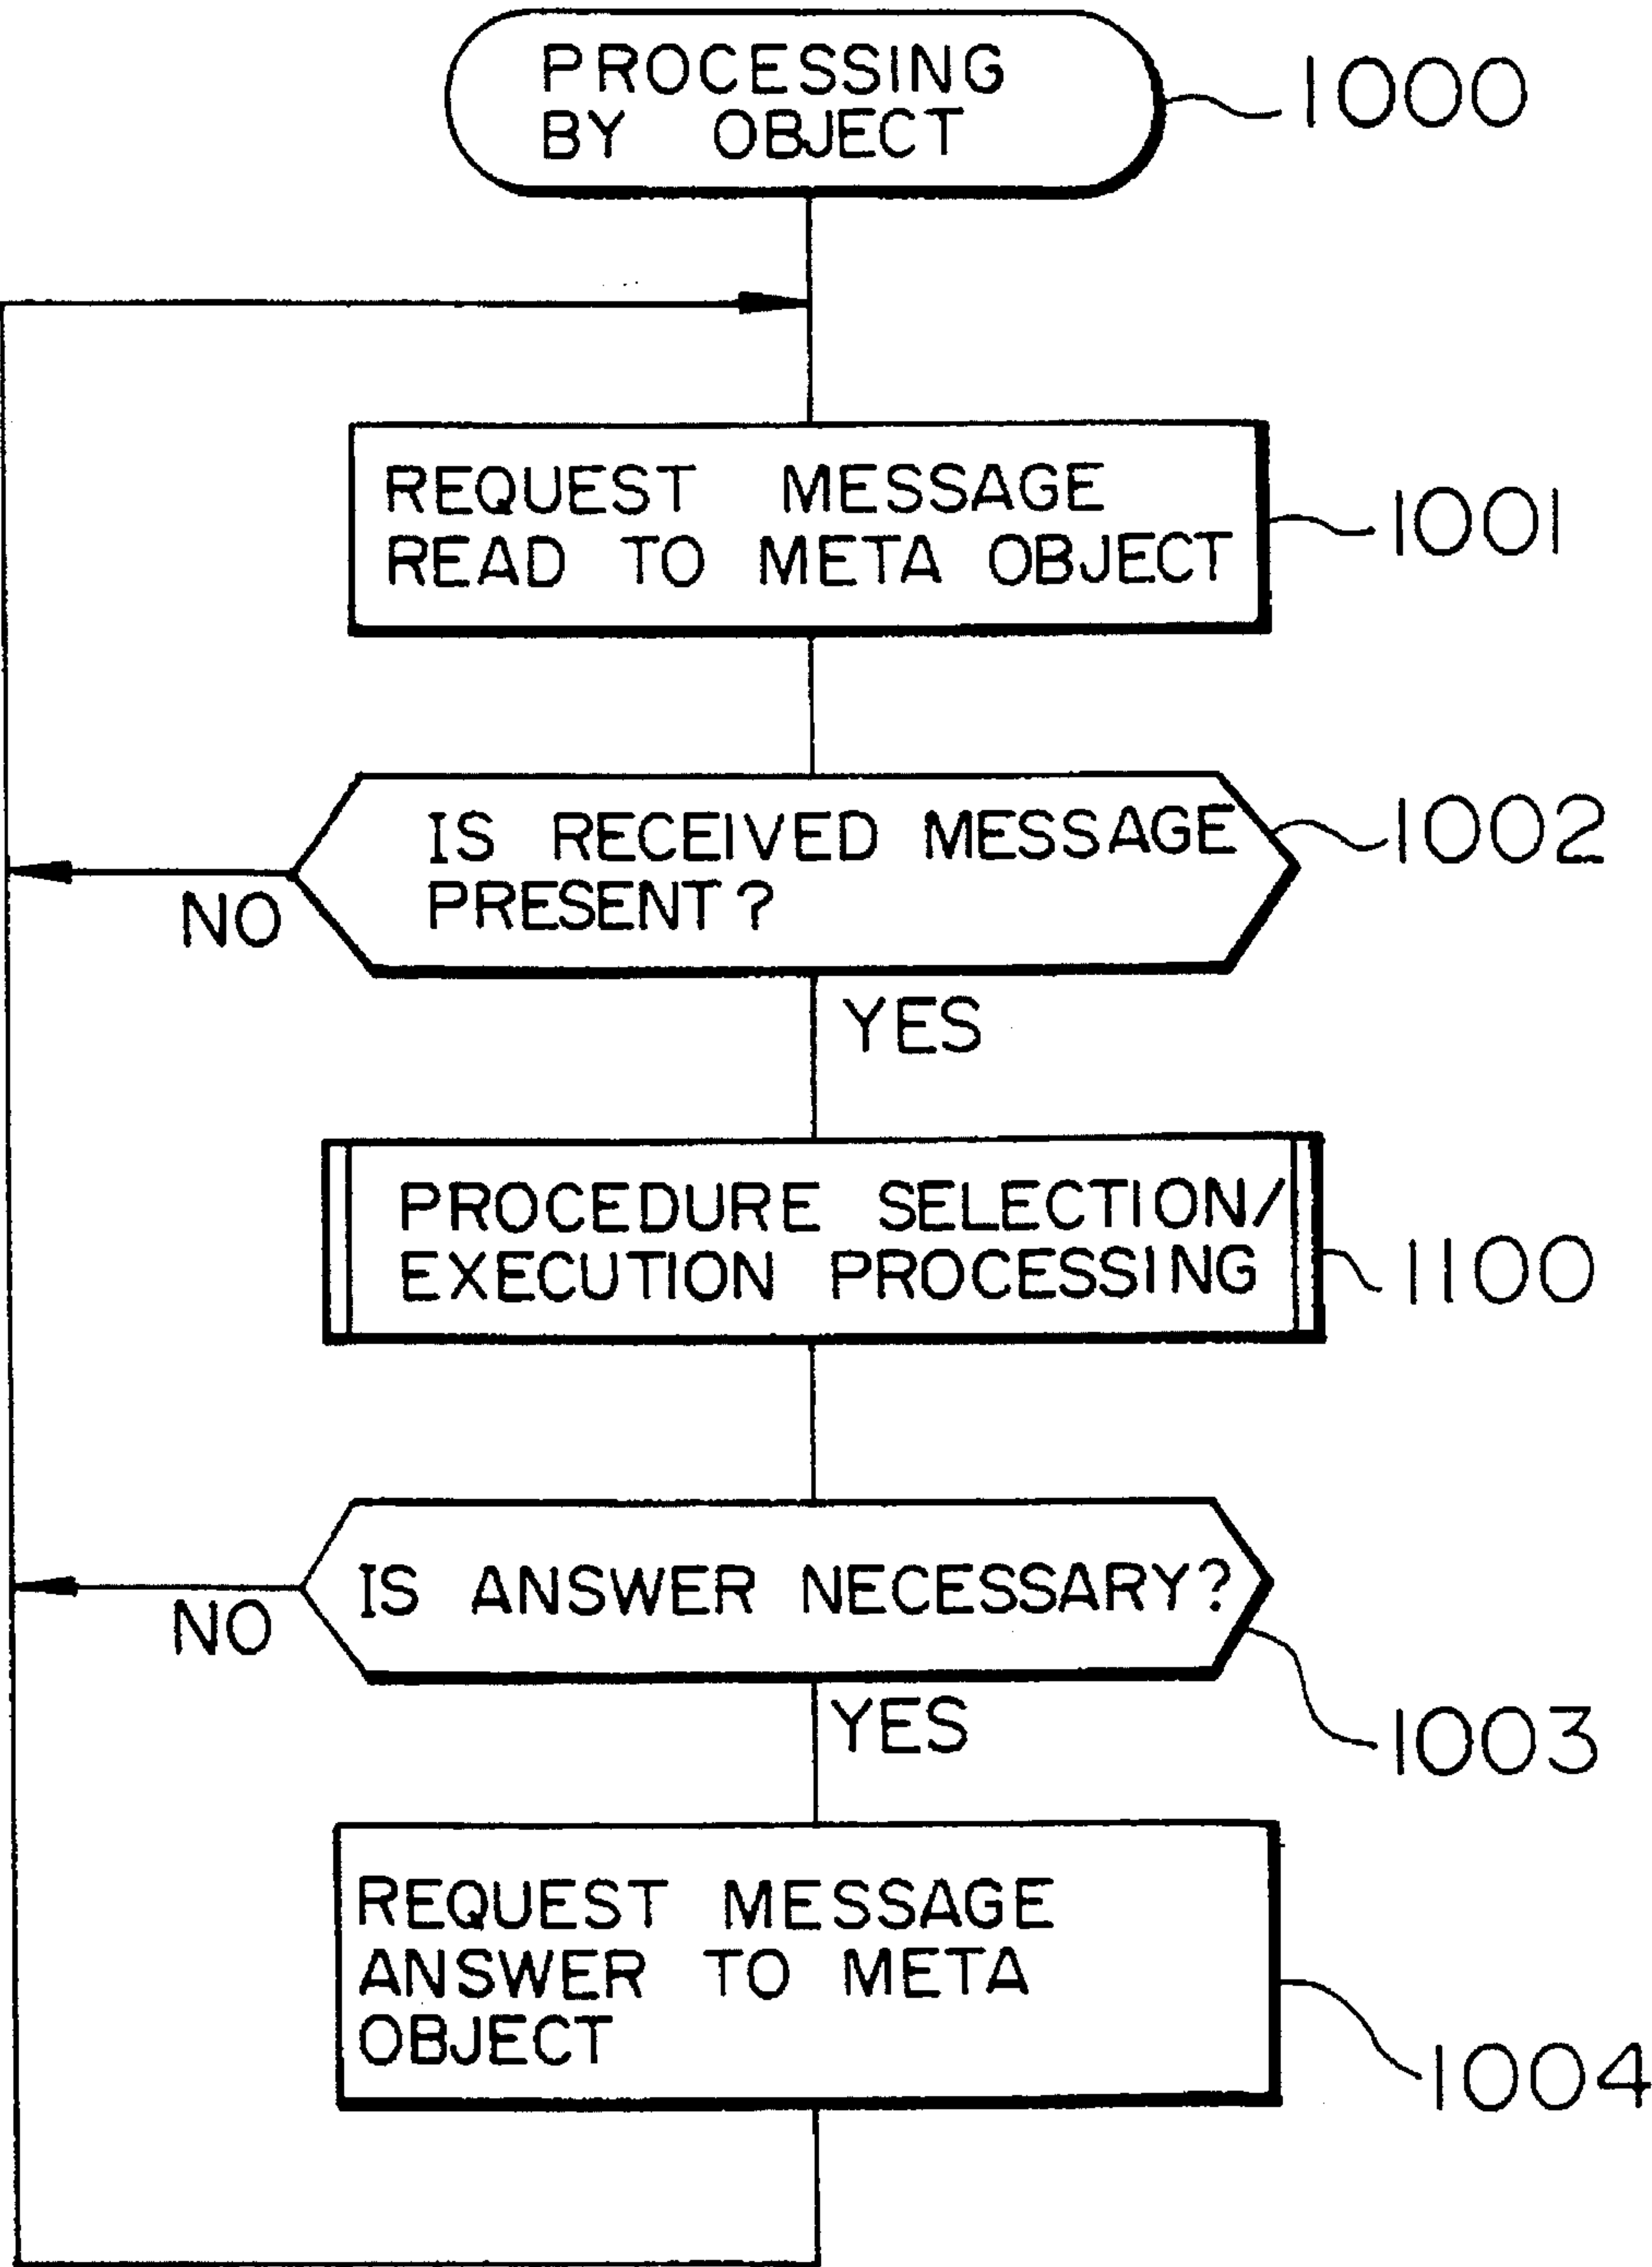 PROCESSING
BY OBJECT
1000
REQUEST MESSAGE
READ TO META OBJECT
1001
IS RECEIVED MESSAGE
PRESENT?
1002
NO
YES
PROCEDURE SELECTION/
EXECUTION PROCESSING
1100
IS ANSWER NECESSARY?
NO
YES
1003
REQUEST MESSAGE
ANSWER TO META
OBJECT
1004